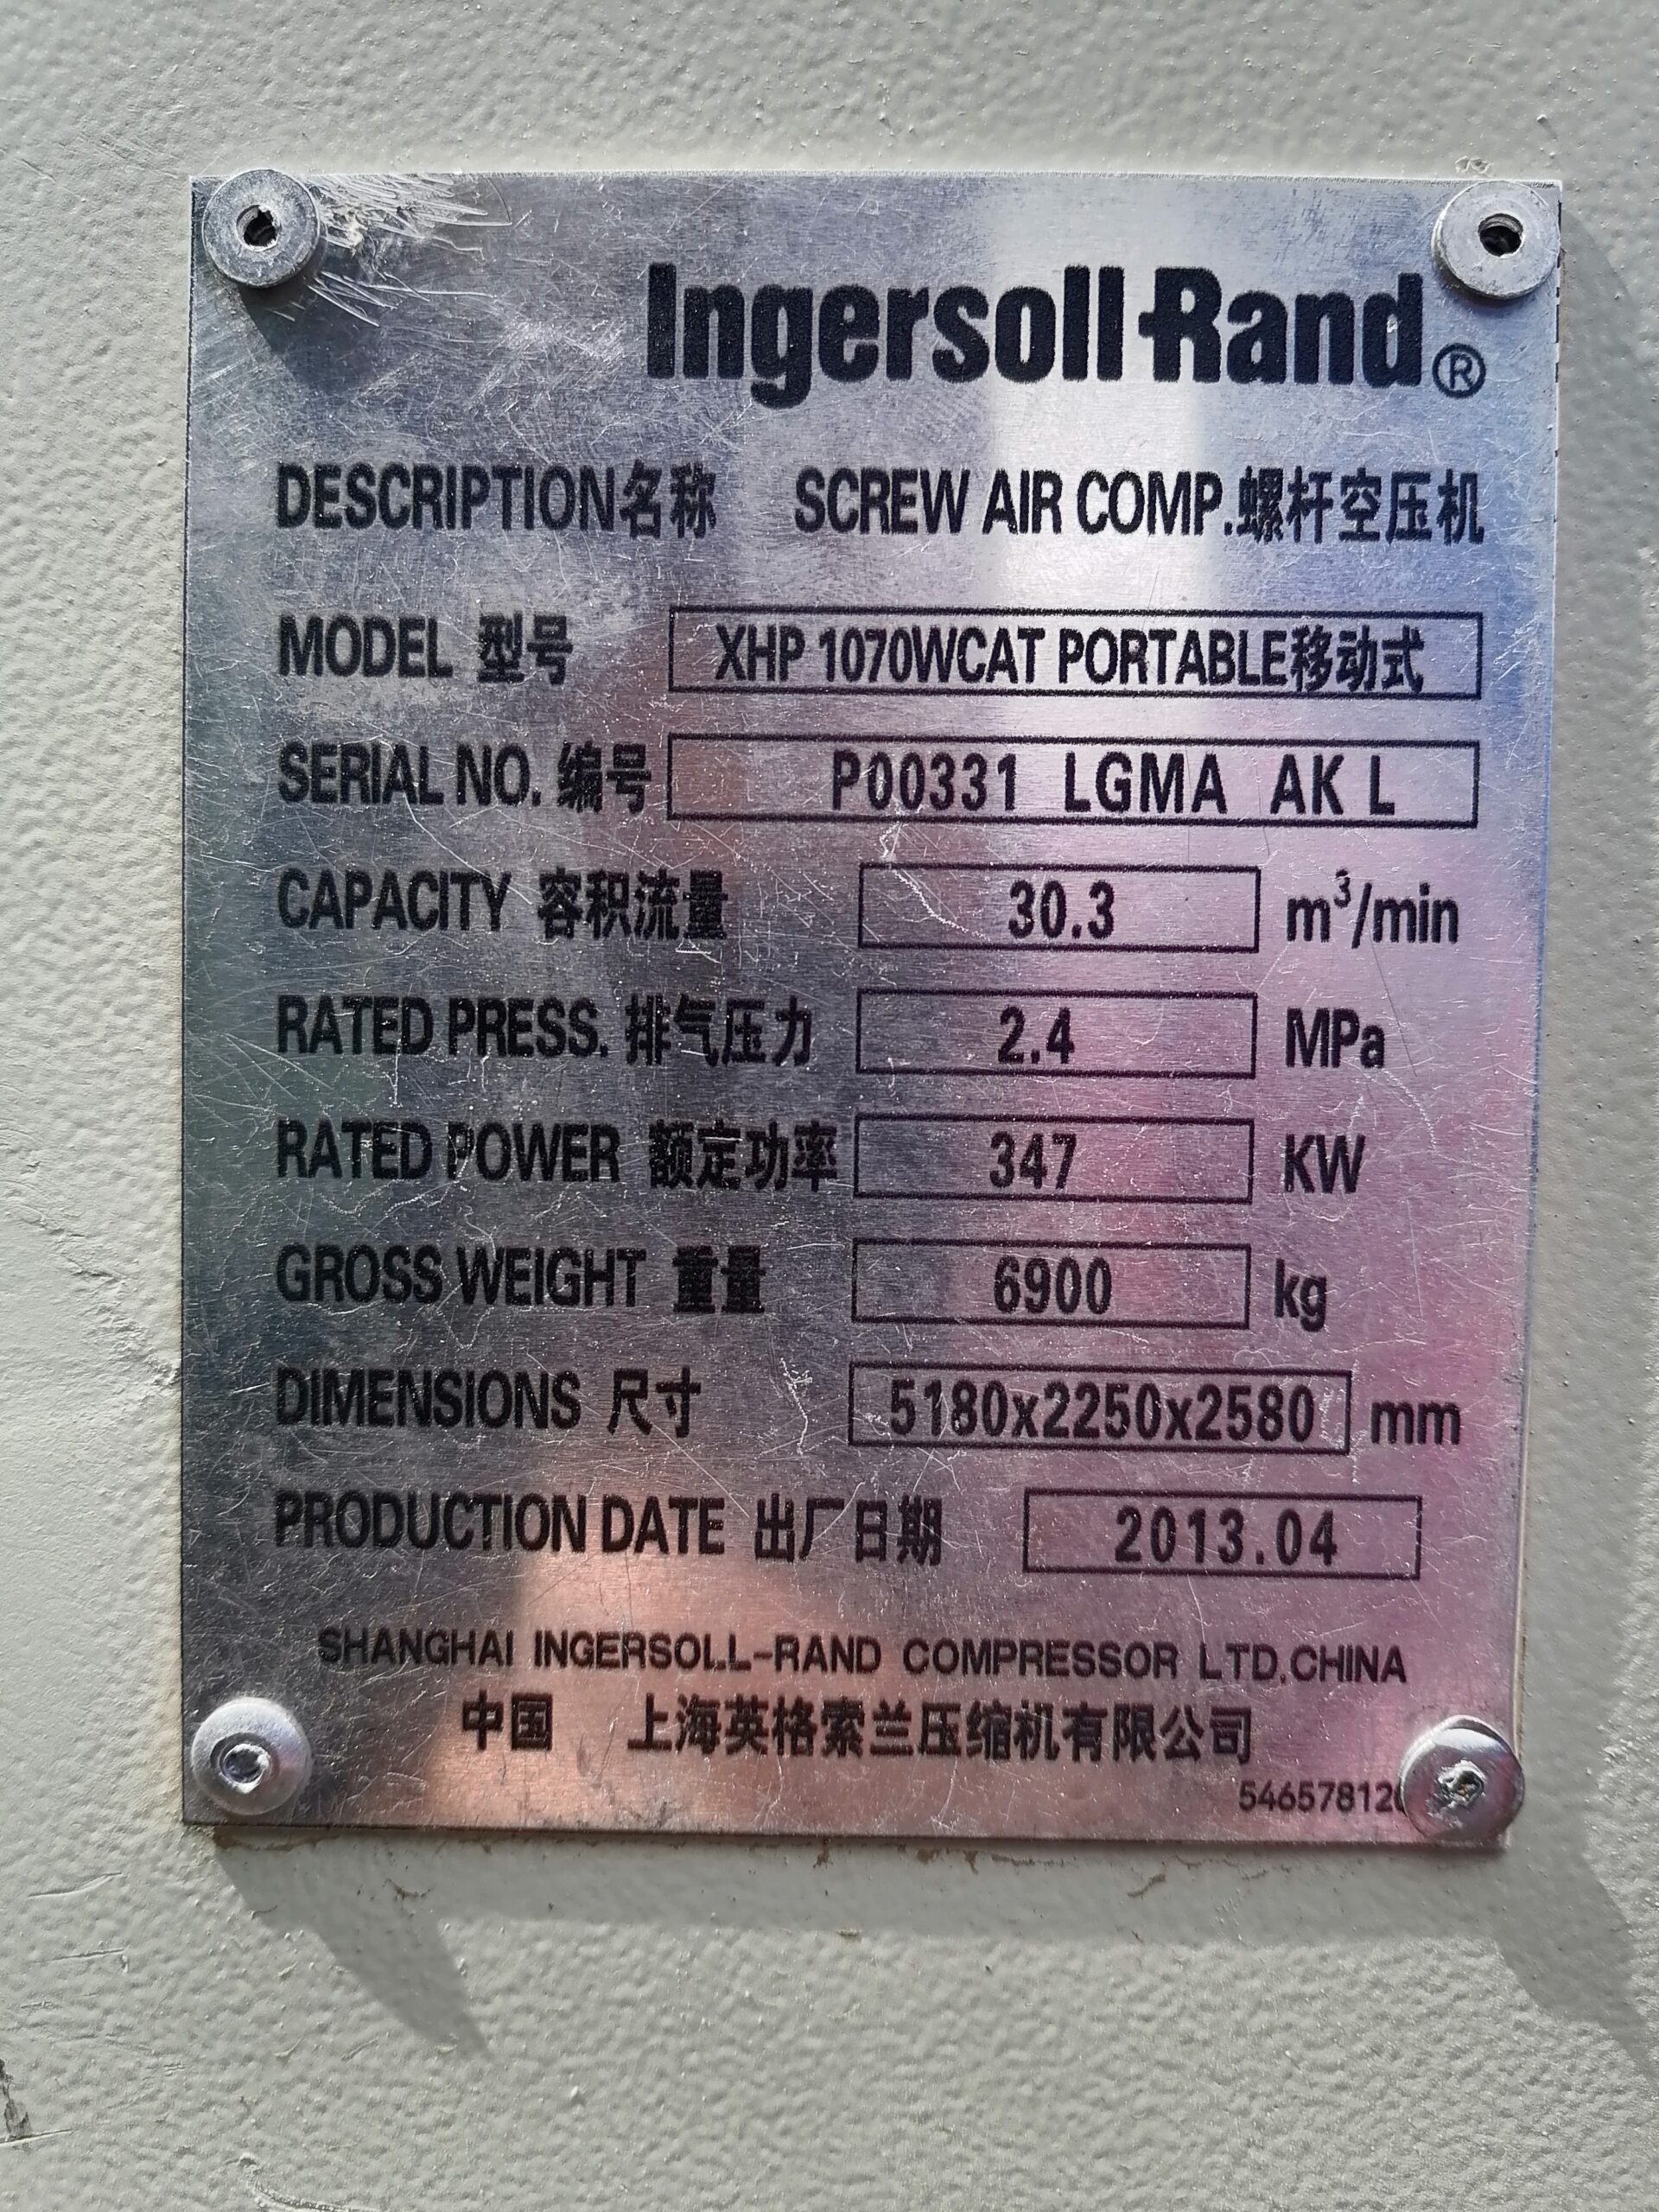 Ingersoll-Rand®
DESCRIPTION名称 SCREW AIR COMP.螺杆空压机
MODEL 型号 XHP 1070WCAT PORTABLE移动式
SERIAL NO. 编号 P00331 LGMA AK L
CAPACITY 容积流量 30.3 m³/min
RATED PRESS. 排气压力 2.4 MPa
RATED POWER 额定功率 347 KW
GROSS WEIGHT 重量 6900 kg
DIMENSIONS 尺寸 5180x2250x2580 mm
PRODUCTION DATE 出厂日期 2013.04
SHANGHAI INGERSOLL-RAND COMPRESSOR LTD.CHINA
中国 上海英格索兰压缩机有限公司